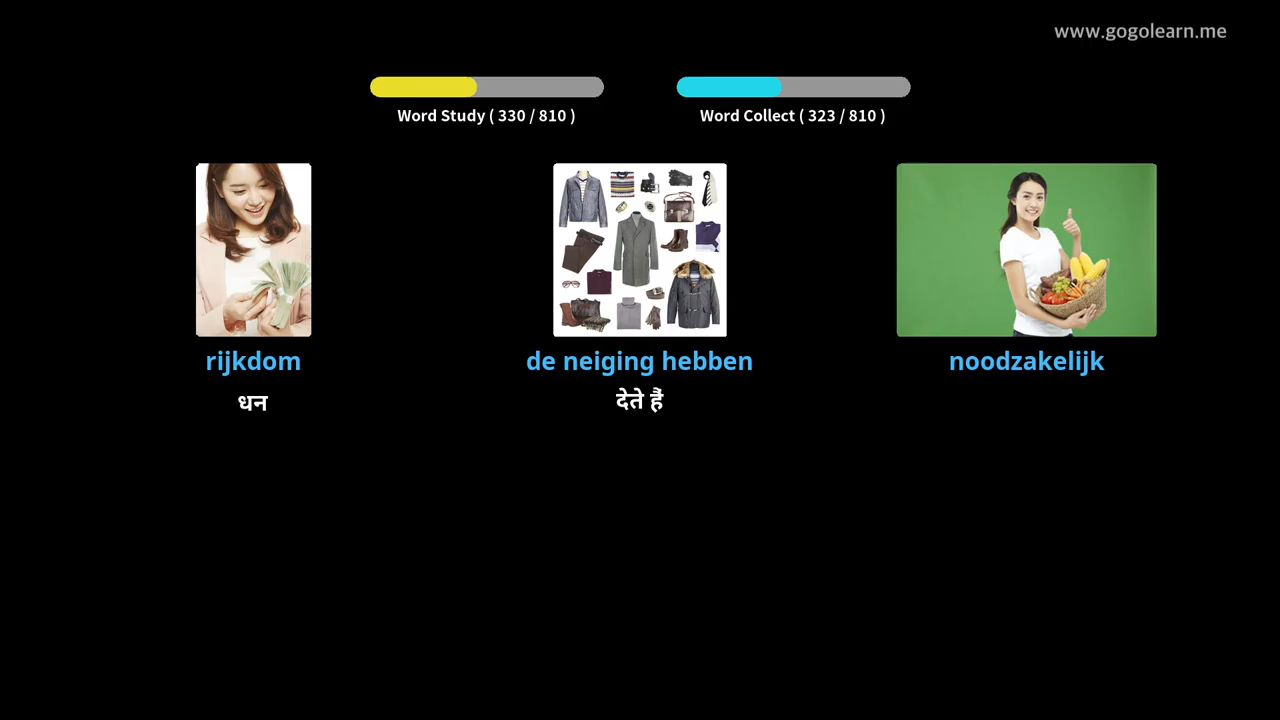 www.gogolearn.me
Word Study ( 330 / 810 )
Word Collect ( 323 / 810 )
rijkdom
de neiging hebben
noodzakelijk
धन
देते हैं